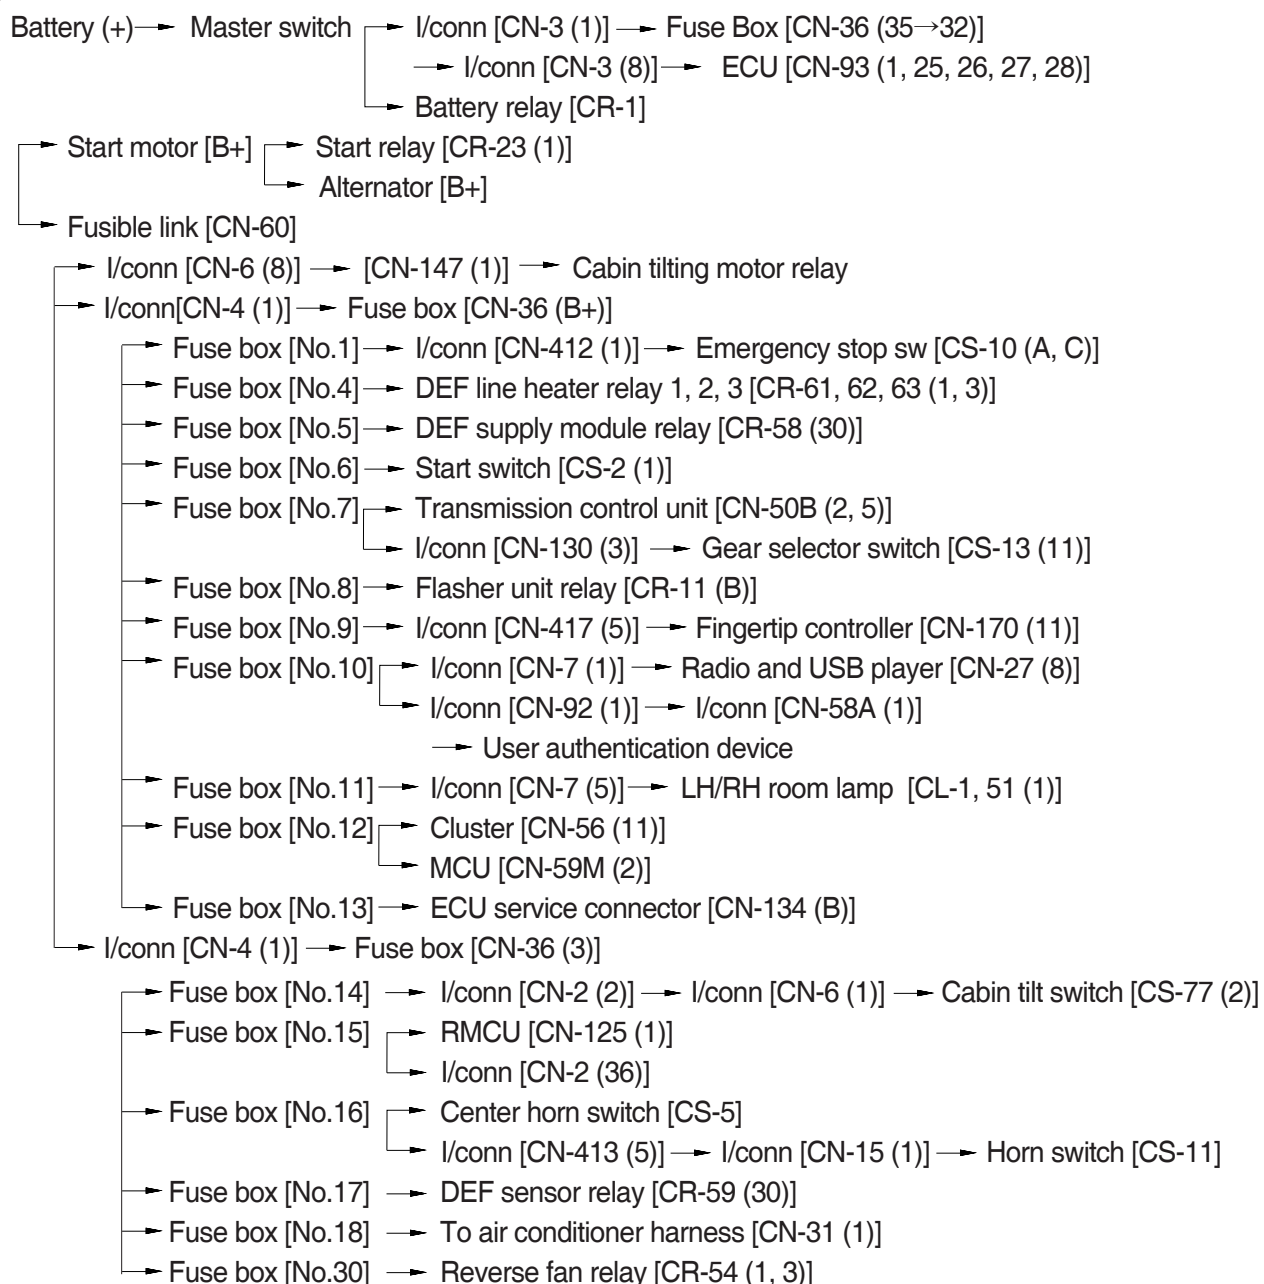 Battery (+) → Master switch → I/conn [CN-3 (1)] → Fuse Box [CN-36 (35→32)]
→ I/conn [CN-3 (8)] → ECU [CN-93 (1, 25, 26, 27, 28)]
→ Battery relay [CR-1]
→ Start motor [B+] → Start relay [CR-23 (1)]
→ Alternator [B+]
→ Fusible link [CN-60]
→ I/conn [CN-6 (8)] → [CN-147 (1)] → Cabin tilting motor relay
→ I/conn[CN-4 (1)] → Fuse box [CN-36 (B+)]
→ Fuse box [No.1] → I/conn [CN-412 (1)] → Emergency stop sw [CS-10 (A, C)]
→ Fuse box [No.4] → DEF line heater relay 1, 2, 3 [CR-61, 62, 63 (1, 3)]
→ Fuse box [No.5] → DEF supply module relay [CR-58 (30)]
→ Fuse box [No.6] → Start switch [CS-2 (1)]
→ Fuse box [No.7] → Transmission control unit [CN-50B (2, 5)]
→ I/conn [CN-130 (3)] → Gear selector switch [CS-13 (11)]
→ Fuse box [No.8] → Flasher unit relay [CR-11 (B)]
→ Fuse box [No.9] → I/conn [CN-417 (5)] → Fingertip controller [CN-170 (11)]
→ Fuse box [No.10] → I/conn [CN-7 (1)] → Radio and USB player [CN-27 (8)]
→ I/conn [CN-92 (1)] → I/conn [CN-58A (1)]
→ User authentication device
→ Fuse box [No.11] → I/conn [CN-7 (5)] → LH/RH room lamp [CL-1, 51 (1)]
→ Fuse box [No.12] → Cluster [CN-56 (11)]
→ MCU [CN-59M (2)]
→ Fuse box [No.13] → ECU service connector [CN-134 (B)]
→ I/conn [CN-4 (1)] → Fuse box [CN-36 (3)]
→ Fuse box [No.14] → I/conn [CN-2 (2)] → I/conn [CN-6 (1)] → Cabin tilt switch [CS-77 (2)]
→ Fuse box [No.15] → RMCU [CN-125 (1)]
→ I/conn [CN-2 (36)]
→ Fuse box [No.16] → Center horn switch [CS-5]
→ I/conn [CN-413 (5)] → I/conn [CN-15 (1)] → Horn switch [CS-11]
→ Fuse box [No.17] → DEF sensor relay [CR-59 (30)]
→ Fuse box [No.18] → To air conditioner harness [CN-31 (1)]
→ Fuse box [No.30] → Reverse fan relay [CR-54 (1, 3)]